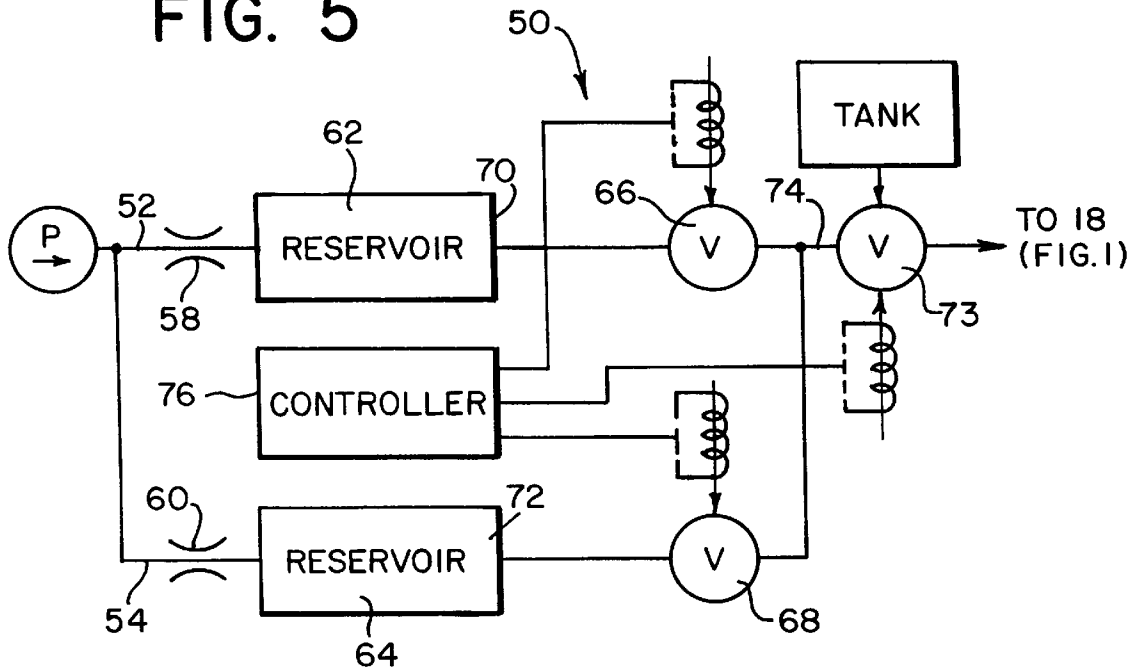 FIG. 5
50
TANK
62
70
66
74
P
52
RESERVOIR
V
V
TO 18
(FIG. 1)
58
73
76
CONTROLLER
60
72
RESERVOIR
V
54
64
68